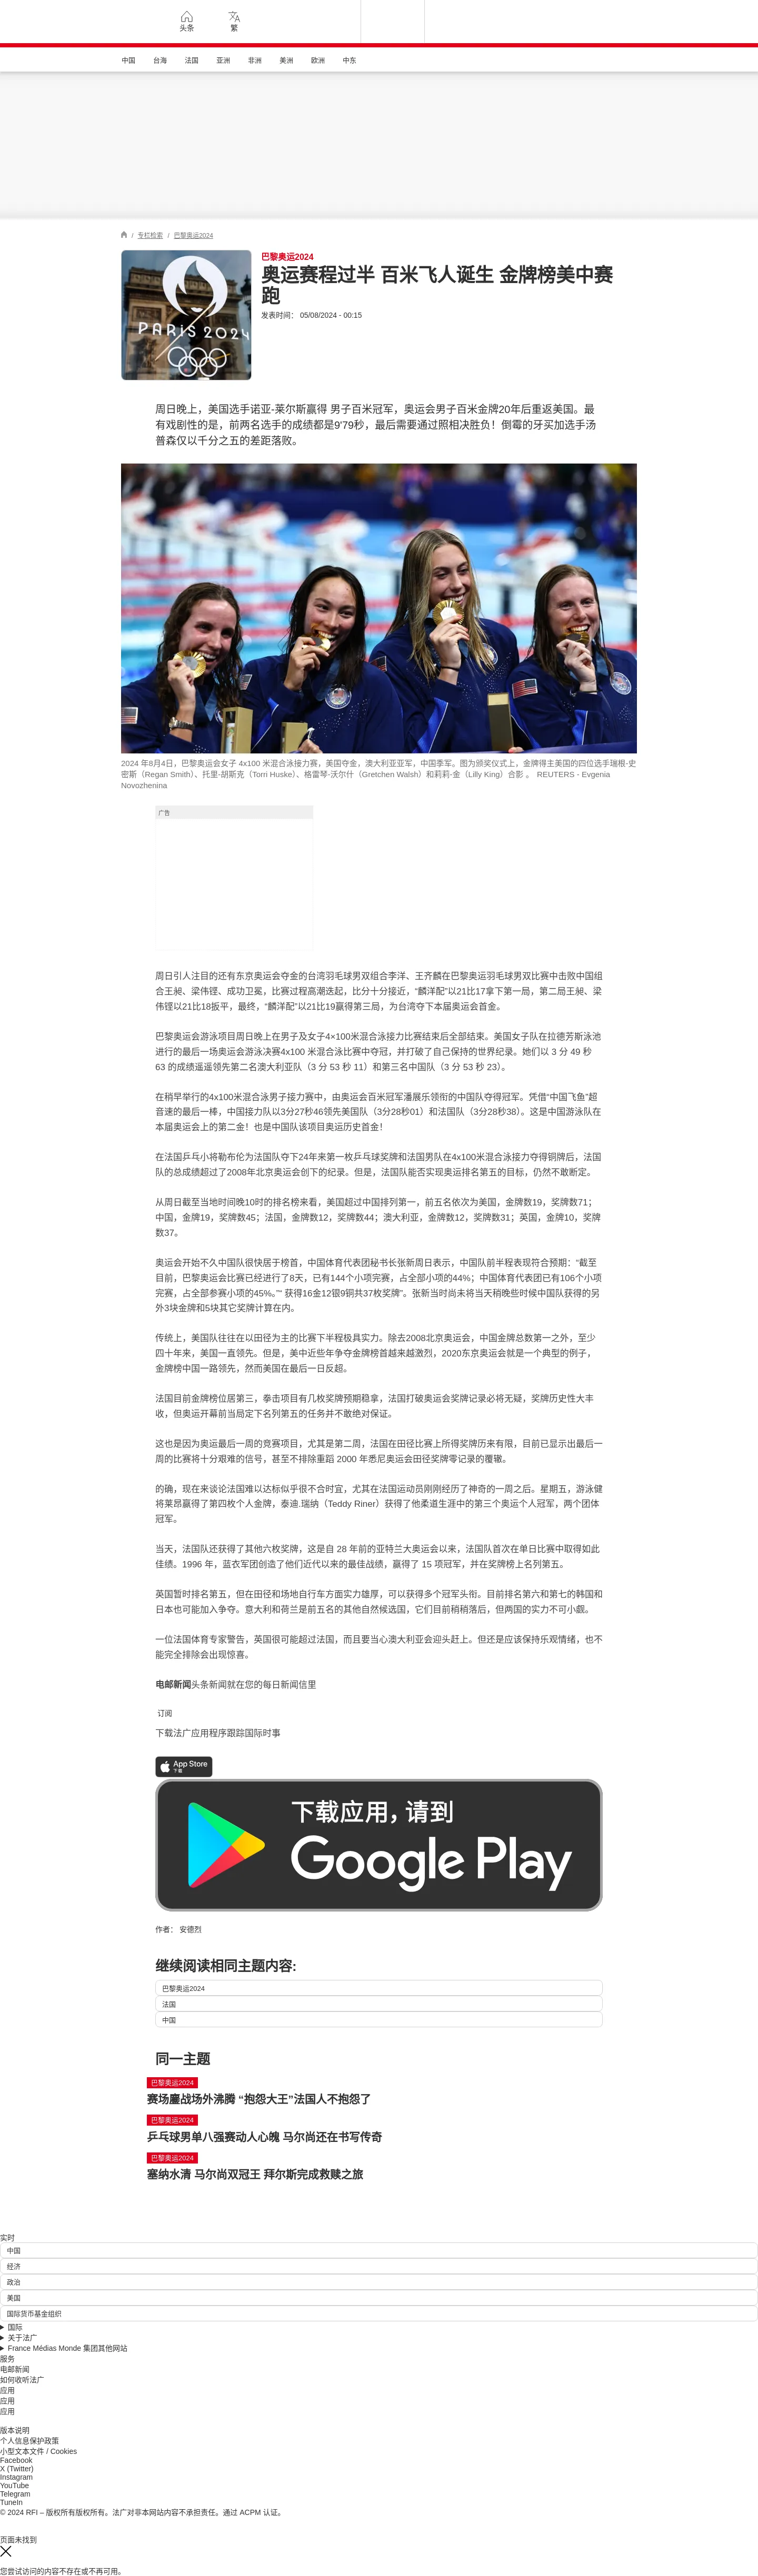 头条
繁
中国
台海
法国
亚洲
非洲
美洲
欧洲
中东
/ 专栏检索 / 巴黎奥运2024
PARIS 2024
巴黎奥运2024
奥运赛程过半 百米飞人诞生 金牌榜美中赛
跑
发表时间： 05/08/2024 - 00:15
周日晚上，美国选手诺亚-莱尔斯赢得 男子百米冠军，奥运会男子百米金牌20年后重返美国。最
有戏剧性的是，前两名选手的成绩都是9′79秒，最后需要通过照相决胜负！倒霉的牙买加选手汤
普森仅以千分之五的差距落败。
2024 年8月4日，巴黎奥运会女子 4x100 米混合泳接力赛，美国夺金，澳大利亚亚军，中国季军。图为颁奖仪式上，金牌得主美国的四位选手瑞根-史
密斯（Regan Smith）、托里-胡斯克（Torri Huske）、格雷琴-沃尔什（Gretchen Walsh）和莉莉-金（Lilly King）合影 。 REUTERS - Evgenia
Novozhenina
广告
周日引人注目的还有东京奥运会夺金的台湾羽毛球男双组合李洋、王齐麟在巴黎奥运羽毛球男双比赛中击败中国组
合王昶、梁伟铿、成功卫冕，比赛过程高潮迭起，比分十分接近，“麟洋配”以21比17拿下第一局，第二局王昶、梁
伟铿以21比18扳平，最终，“麟洋配”以21比19赢得第三局，为台湾夺下本届奥运会首金。
巴黎奥运会游泳项目周日晚上在男子及女子4×100米混合泳接力比赛结束后全部结束。美国女子队在拉德芳斯泳池
进行的最后一场奥运会游泳决赛4x100 米混合泳比赛中夺冠，并打破了自己保持的世界纪录。她们以 3 分 49 秒
63 的成绩遥遥领先第二名澳大利亚队（3 分 53 秒 11）和第三名中国队（3 分 53 秒 23）。
在稍早举行的4x100米混合泳男子接力赛中，由奥运会百米冠军潘展乐领衔的中国队夺得冠军。凭借“中国飞鱼”超
音速的最后一棒，中国接力队以3分27秒46领先美国队（3分28秒01）和法国队（3分28秒38）。这是中国游泳队在
本届奥运会上的第二金！也是中国队该项目奥运历史首金！
在法国乒乓小将勒布伦为法国队夺下24年来第一枚乒乓球奖牌和法国男队在4x100米混合泳接力夺得铜牌后，法国
队的总成绩超过了2008年北京奥运会创下的纪录。但是，法国队能否实现奥运排名第五的目标，仍然不敢断定。
从周日截至当地时间晚10时的排名榜来看，美国超过中国排列第一，前五名依次为美国，金牌数19，奖牌数71；
中国，金牌19，奖牌数45；法国，金牌数12，奖牌数44；澳大利亚，金牌数12，奖牌数31；英国，金牌10，奖牌
数37。
奥运会开始不久中国队很快居于榜首，中国体育代表团秘书长张新周日表示，中国队前半程表现符合预期：“截至
目前，巴黎奥运会比赛已经进行了8天，已有144个小项完赛，占全部小项的44%；中国体育代表团已有106个小项
完赛，占全部参赛小项的45%。”“ 获得16金12银9铜共37枚奖牌”。张新当时尚未将当天稍晚些时候中国队获得的另
外3块金牌和5块其它奖牌计算在内。
传统上，美国队往往在以田径为主的比赛下半程极具实力。除去2008北京奥运会，中国金牌总数第一之外，至少
四十年来，美国一直领先。但是，美中近些年争夺金牌榜首越来越激烈，2020东京奥运会就是一个典型的例子，
金牌榜中国一路领先，然而美国在最后一日反超。
法国目前金牌榜位居第三，拳击项目有几枚奖牌预期稳拿，法国打破奥运会奖牌记录必将无疑，奖牌历史性大丰
收，但奥运开幕前当局定下名列第五的任务并不敢绝对保证。
这也是因为奥运最后一周的竞赛项目，尤其是第二周，法国在田径比赛上所得奖牌历来有限，目前已显示出最后一
周的比赛将十分艰难的信号，甚至不排除重蹈 2000 年悉尼奥运会田径奖牌零记录的覆辙。
的确，现在来谈论法国难以达标似乎很不合时宜，尤其在法国运动员刚刚经历了神奇的一周之后。星期五，游泳健
将莱昂赢得了第四枚个人金牌，泰迪.瑞纳（Teddy Riner）获得了他柔道生涯中的第三个奥运个人冠军，两个团体
冠军。
当天，法国队还获得了其他六枚奖牌，这是自 28 年前的亚特兰大奥运会以来，法国队首次在单日比赛中取得如此
佳绩。1996 年，蓝衣军团创造了他们近代以来的最佳战绩，赢得了 15 项冠军，并在奖牌榜上名列第五。
英国暂时排名第五，但在田径和场地自行车方面实力雄厚，可以获得多个冠军头衔。目前排名第六和第七的韩国和
日本也可能加入争夺。意大利和荷兰是前五名的其他自然候选国，它们目前稍稍落后，但两国的实力不可小觑。
一位法国体育专家警告，英国很可能超过法国，而且要当心澳大利亚会迎头赶上。但还是应该保持乐观情绪，也不
能完全排除会出现惊喜。
电邮新闻头条新闻就在您的每日新闻信里
订阅
下载法广应用程序跟踪国际时事
App Store
下载
下载应用，请到
Google Play
作者： 安德烈
继续阅读相同主题内容:
巴黎奥运2024
法国
中国
同一主题
巴黎奥运2024
赛场鏖战场外沸腾 “抱怨大王”法国人不抱怨了
巴黎奥运2024
乒乓球男单八强赛动人心魄 马尔尚还在书写传奇
巴黎奥运2024
塞纳水清 马尔尚双冠王 拜尔斯完成救赎之旅
实时
中国
经济
政治
美国
国际货币基金组织
国际
关于法广
France Médias Monde 集团其他网站
服务
电邮新闻
如何收听法广
应用
应用
应用
版本说明
个人信息保护政策
小型文本文件 / Cookies
Facebook
X (Twitter)
Instagram
YouTube
Telegram
TuneIn
© 2024 RFI – 版权所有版权所有。法广对非本网站内容不承担责任。通过 ACPM 认证。
页面未找到
您尝试访问的内容不存在或不再可用。